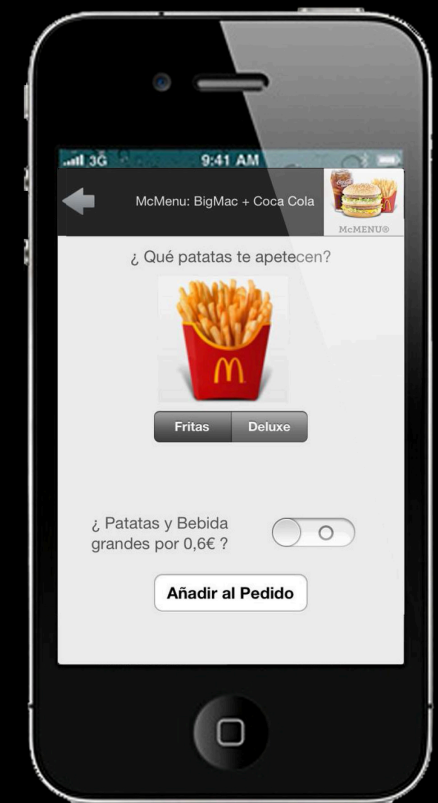 3G 9:41 AM
McMenu: BigMac + Coca Cola
McMENU®
¿ Qué patatas te apetecen?
Fritas Deluxe
¿ Patatas y Bebida
grandes por 0,6€ ?
Añadir al Pedido